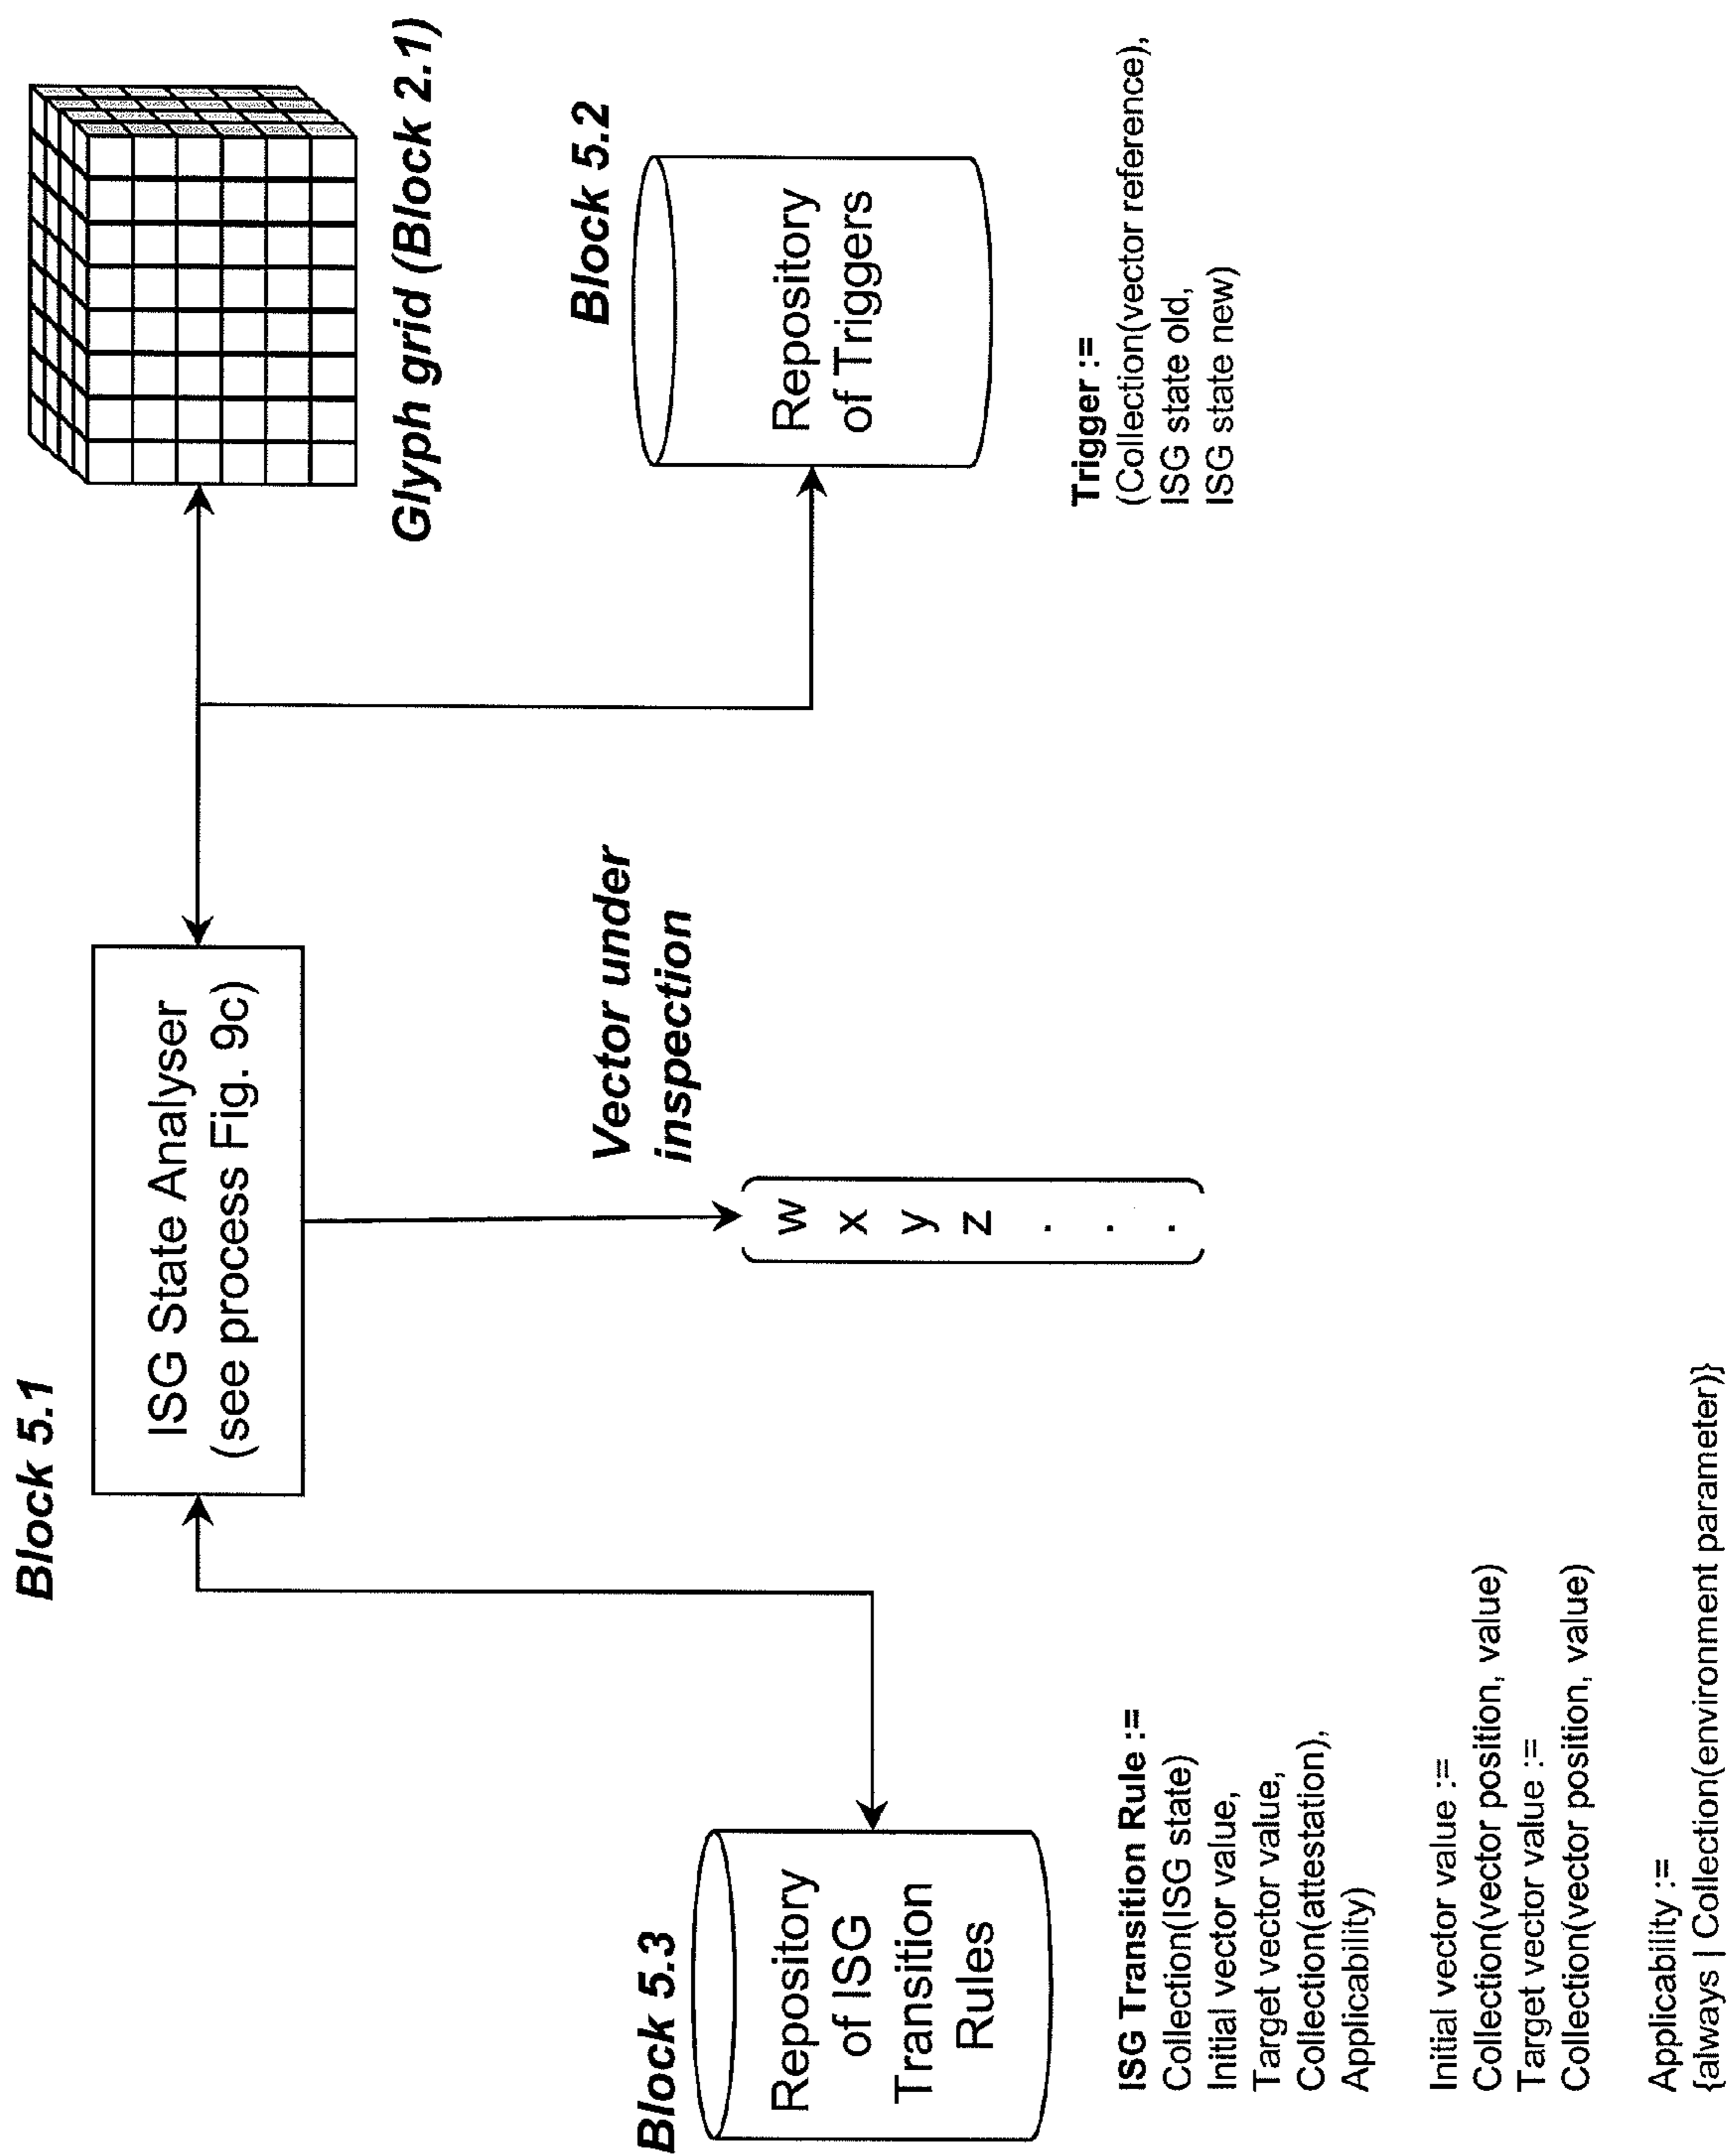 Block 5.1
ISG State Analyser
(see process Fig. 9c)
Glyph grid (Block 2.1)
Vector under
inspection
w
x
y
z
.
.
.
Block 5.3
Repository
of ISG
Transition
Rules
Block 5.2
Repository
of Triggers
ISG Transition Rule :=
Collection(ISG state)
Initial vector value,
Target vector value,
Collection(attestation),
Applicability)
Initial vector value :=
Collection(vector position, value)
Target vector value :=
Collection(vector position, value)
Applicability :=
{always | Collection(environment parameter)}
Trigger :=
(Collection(vector reference),
ISG state old,
ISG state new)